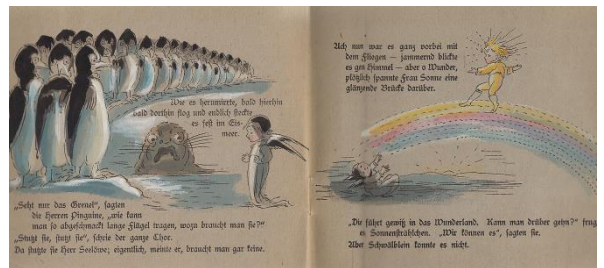 Wie es herumirrte, bald hierhin
bald dorthin flog und endlich steckte
es fest im Eis-
meer.
„Seht nur das Greuel“, sagten
die Herren Pinguine, „wie kann
man so abgeschmackt lange Flügel tragen, wozu braucht man sie?“
„Stutzt sie, stutzt sie“, schrie der ganze Chor.
Da stutzte sie Herr Seelöwe; eigentlich, meinte er, braucht man gar keine.
Ach nun war es ganz vorbei mit
dem Fliegen — jammernd blickte
es gen Himmel — aber o Wunder,
plötzlich spannte Frau Sonne eine
glänzende Brücke darüber.
„Die führt gewiß in das Wunderland. Kann man drüber gehn?“ frug
es Sonnensträbchen. „Wir können es“, sagten sie.
Aber Schwälblein konnte es nicht.